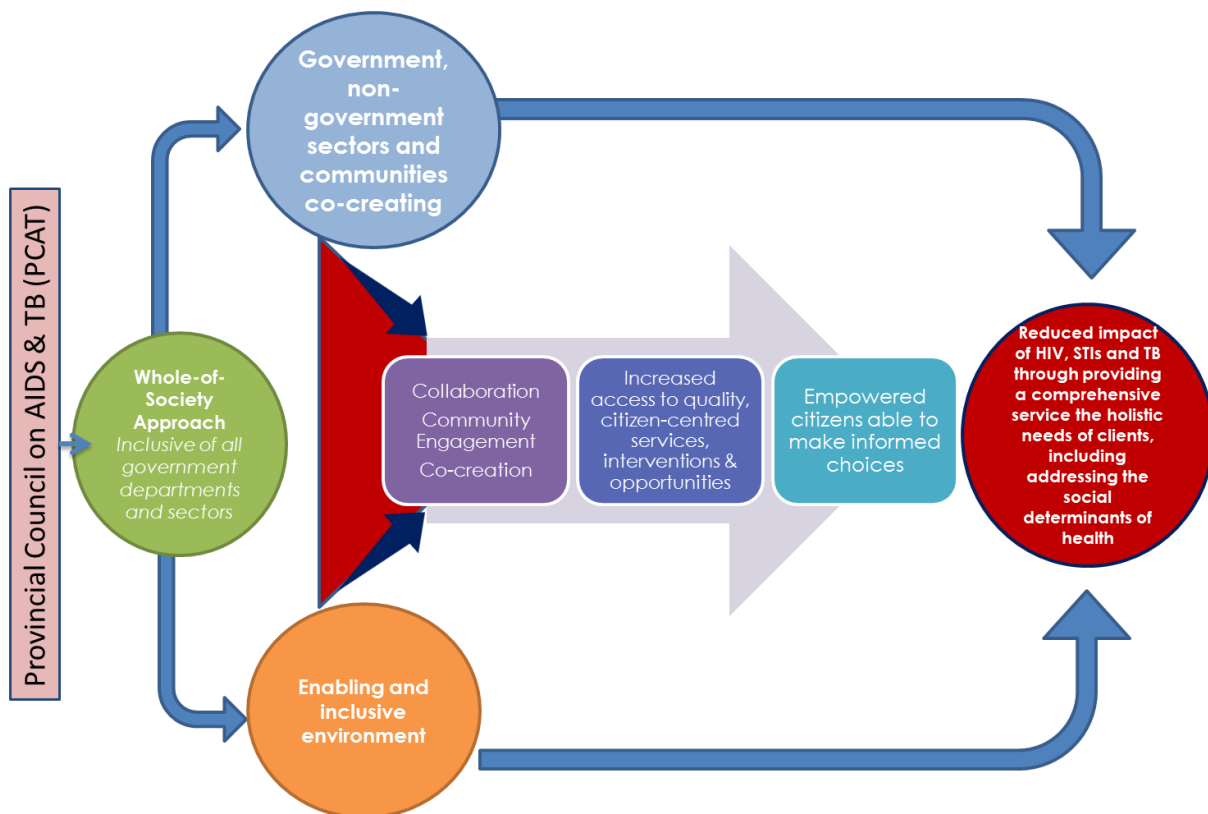 Provincial Council on AIDS & TB (PCAT)
Whole-of-
Society
Approach
Inclusive of all
government
departments
and sectors
Government,
non-
government
sectors and
communities
co-creating
Enabling and
inclusive
environment
Collaboration
Community
Engagement
Co-creation
Increased
access to quality,
citizen-centred
services,
interventions &
opportunities
Empowered
citizens able to
make informed
choices
Reduced impact
of HIV, STIs and TB
through providing
a comprehensive
service the holistic
needs of clients,
including
addressing the
social
determinants of
health